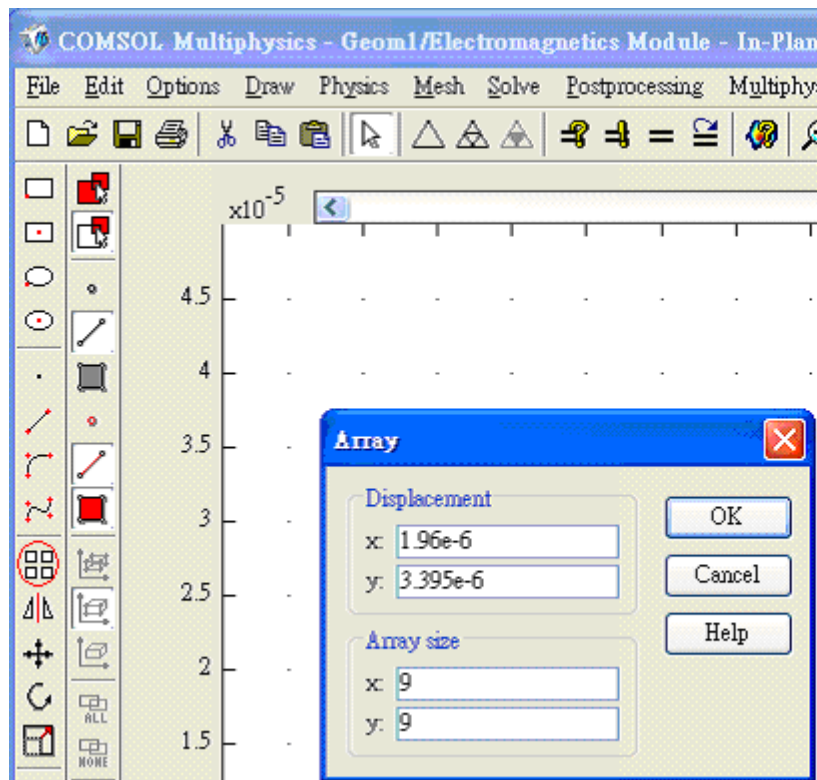 COMSOL Multiphysics - Geom1/Electromagnetics Module - In-Plan
File Edit Options Draw Physics Mesh Solve Postprocessing Multiphys
x10-5
4.5
4
3.5
3
2.5
2
1.5
Array
Displacement
x: 1.96e-6
y: 3.395e-6
Array size
x: 9
y: 9
OK
Cancel
Help
ALL
NONE